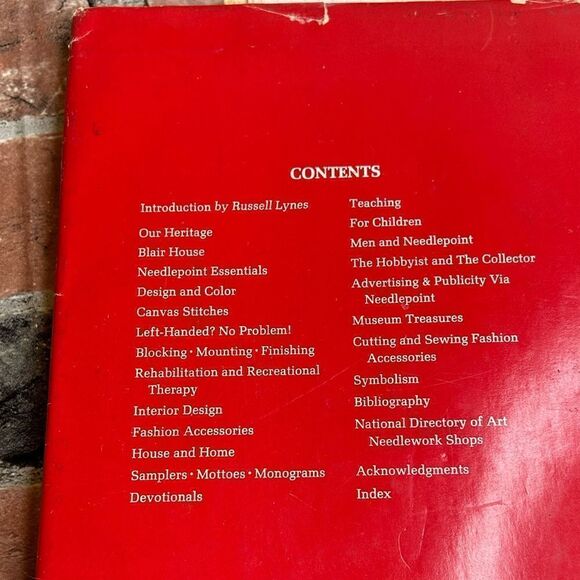 CONTENTS
Introduction by Russell Lynes
Our Heritage
Blair House
Needlepoint Essentials
Design and Color
Canvas Stitches
Left-Handed? No Problem!
Blocking • Mounting • Finishing
Rehabilitation and Recreational
Therapy
Interior Design
Fashion Accessories
House and Home
Samplers • Mottoes • Monograms
Devotionals
Teaching
For Children
Men and Needlepoint
The Hobbyist and The Collector
Advertising & Publicity Via
Needlepoint
Museum Treasures
Cutting and Sewing Fashion
Accessories
Symbolism
Bibliography
National Directory of Art
Needlework Shops
Acknowledgments
Index